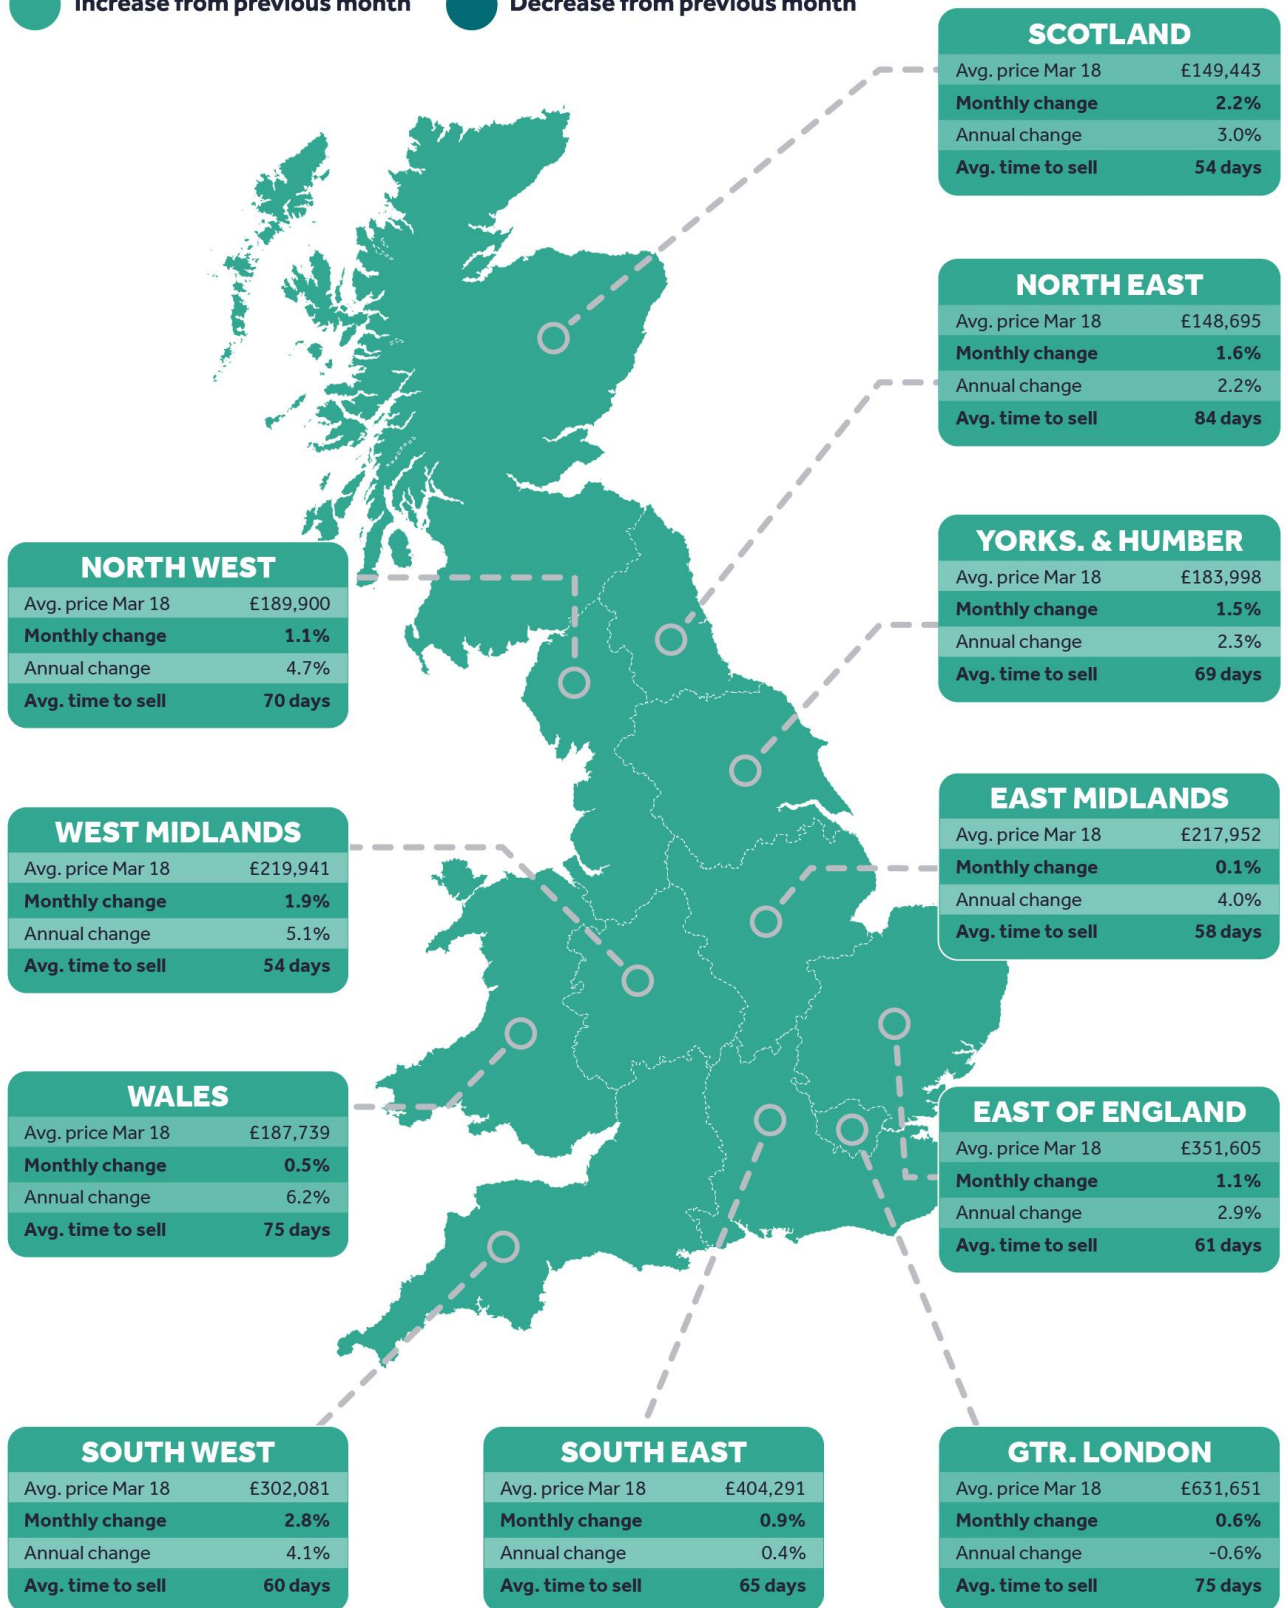 Increase from previous month
Decrease from previous month
SCOTLAND
Avg. price Mar 18 £149,443
Monthly change 2.2%
Annual change 3.0%
Avg. time to sell 54 days
NORTH EAST
Avg. price Mar 18 £148,695
Monthly change 1.6%
Annual change 2.2%
Avg. time to sell 84 days
YORKS. & HUMBER
Avg. price Mar 18 £183,998
Monthly change 1.5%
Annual change 2.3%
Avg. time to sell 69 days
NORTH WEST
Avg. price Mar 18 £189,900
Monthly change 1.1%
Annual change 4.7%
Avg. time to sell 70 days
EAST MIDLANDS
Avg. price Mar 18 £217,952
Monthly change 0.1%
Annual change 4.0%
Avg. time to sell 58 days
WEST MIDLANDS
Avg. price Mar 18 £219,941
Monthly change 1.9%
Annual change 5.1%
Avg. time to sell 54 days
WALES
Avg. price Mar 18 £187,739
Monthly change 0.5%
Annual change 6.2%
Avg. time to sell 75 days
EAST OF ENGLAND
Avg. price Mar 18 £351,605
Monthly change 1.1%
Annual change 2.9%
Avg. time to sell 61 days
SOUTH WEST
Avg. price Mar 18 £302,081
Monthly change 2.8%
Annual change 4.1%
Avg. time to sell 60 days
SOUTH EAST
Avg. price Mar 18 £404,291
Monthly change 0.9%
Annual change 0.4%
Avg. time to sell 65 days
GTR. LONDON
Avg. price Mar 18 £631,651
Monthly change 0.6%
Annual change -0.6%
Avg. time to sell 75 days